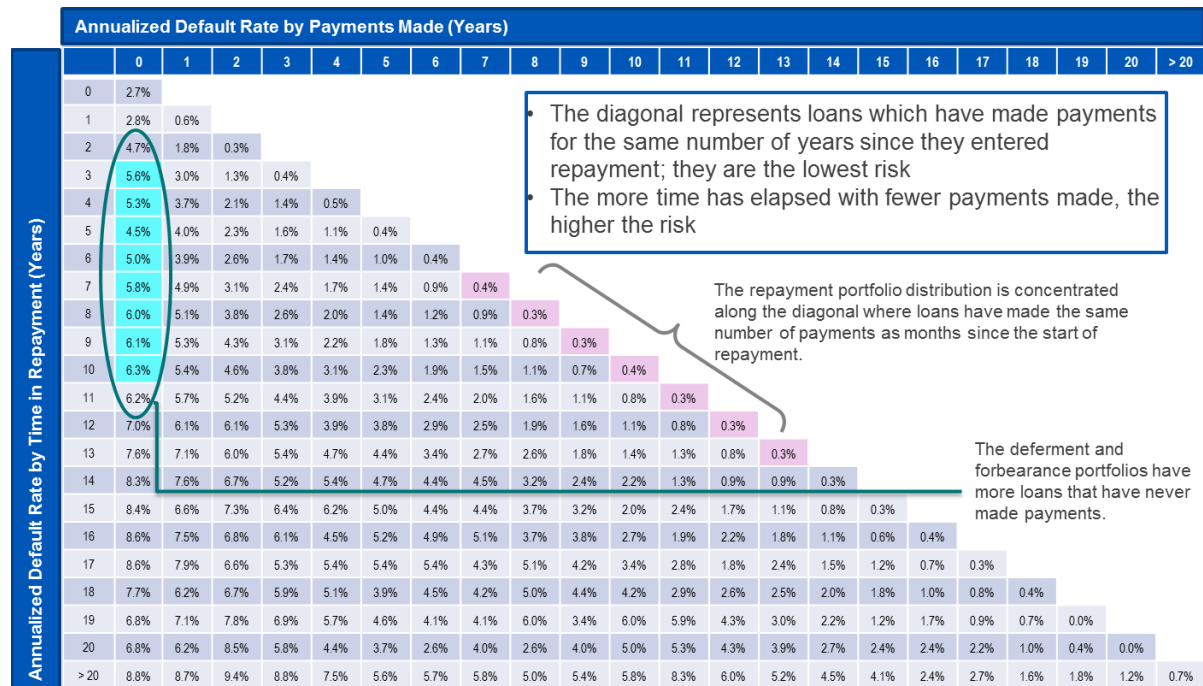 Annualized Default Rate by Payments Made (Years)
Annualized Default Rate by Time in Repayment (Years)
0 1 2 3 4 5 6 7 8 9 10 11 12 13 14 15 16 17 18 19 20 > 20
0 2.7%
1 2.8% 0.6%
2 4.7% 1.8% 0.3%
3 5.6% 3.0% 1.3% 0.4%
4 5.3% 3.7% 2.1% 1.4% 0.5%
5 4.5% 4.0% 2.3% 1.6% 1.1% 0.4%
6 5.0% 3.9% 2.6% 1.7% 1.4% 1.0% 0.4%
7 5.8% 4.9% 3.1% 2.4% 1.7% 1.4% 0.9% 0.4%
8 6.0% 5.1% 3.8% 2.6% 2.0% 1.4% 1.2% 0.9% 0.3%
9 6.1% 5.3% 4.3% 3.1% 2.2% 1.8% 1.3% 1.1% 0.8% 0.3%
10 6.3% 5.4% 4.6% 3.8% 3.1% 2.3% 1.9% 1.5% 1.1% 0.7% 0.4%
11 6.2% 5.7% 5.2% 4.4% 3.9% 3.1% 2.4% 2.0% 1.6% 1.1% 0.8% 0.3%
12 7.0% 6.1% 6.1% 5.3% 3.9% 3.8% 2.9% 2.5% 1.9% 1.6% 1.1% 0.8% 0.3%
13 7.6% 7.1% 6.0% 5.4% 4.7% 4.4% 3.4% 2.7% 2.6% 1.8% 1.4% 1.3% 0.8% 0.3%
14 8.3% 7.6% 6.7% 5.2% 5.4% 4.7% 4.4% 4.5% 3.2% 2.4% 2.2% 1.3% 0.9% 0.9% 0.3%
15 8.4% 6.6% 7.3% 6.4% 6.2% 5.0% 4.4% 4.4% 3.7% 3.2% 2.0% 2.4% 1.7% 1.1% 0.8% 0.3%
16 8.6% 7.5% 6.8% 6.1% 4.5% 5.2% 4.9% 5.1% 3.7% 3.8% 2.7% 1.9% 2.2% 1.8% 1.1% 0.6% 0.4%
17 8.6% 7.9% 6.6% 5.3% 5.4% 5.4% 5.4% 4.3% 5.1% 4.2% 3.4% 2.8% 1.8% 2.4% 1.5% 1.2% 0.7% 0.3%
18 7.7% 6.2% 6.7% 5.9% 5.1% 3.9% 4.5% 4.2% 5.0% 4.4% 4.2% 2.9% 2.6% 2.5% 2.0% 1.8% 1.0% 0.8% 0.4%
19 6.8% 7.1% 7.8% 6.9% 5.7% 4.6% 4.1% 4.1% 6.0% 3.4% 6.0% 5.9% 4.3% 3.0% 2.2% 1.2% 1.7% 0.9% 0.7% 0.0%
20 6.8% 6.2% 8.5% 5.8% 4.4% 3.7% 2.6% 4.0% 2.6% 4.0% 5.0% 5.3% 4.3% 3.9% 2.7% 2.4% 2.4% 2.2% 1.0% 0.4% 0.0%
> 20 8.8% 8.7% 9.4% 8.8% 7.5% 5.6% 5.7% 5.8% 5.0% 5.4% 5.8% 8.3% 6.0% 5.2% 4.5% 4.1% 2.4% 2.7% 1.6% 1.8% 1.2% 0.7%
• The diagonal represents loans which have made payments
for the same number of years since they entered
repayment; they are the lowest risk
• The more time has elapsed with fewer payments made, the
higher the risk
The repayment portfolio distribution is concentrated
along the diagonal where loans have made the same
number of payments as months since the start of
repayment.
The deferment and
forbearance portfolios have
more loans that have never
made payments.